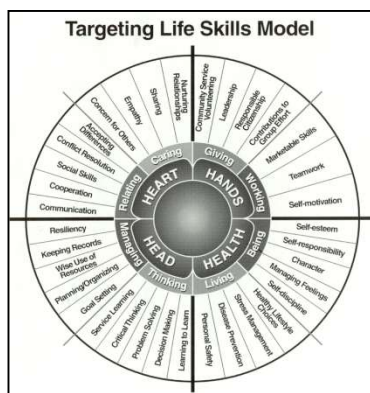 Targeting Life Skills Model
Nurturing
Relationships
Sharing
Empathy
Concern for Others
Accepting
Differences
Conflict Resolution
Social Skills
Cooperation
Communication
Community Service
Volunteering
Leadership
Responsible
Citizenship
Contributions to
Group Effort
Marketable Skills
Teamwork
Self-motivation
Caring
Relating
HEART
Giving
Working
HANDS
Managing
Thinking
HEAD
Being
Living
HEALTH
Resiliency
Keeping Records
Wise Use of
Resources
Planning/Organizing
Goal Setting
Service Learning
Critical Thinking
Problem Solving
Decision Making
Learning to Learn
Self-esteem
Self-responsibility
Character
Managing Feelings
Self-discipline
Healthy Lifestyle
Choices
Stress Management
Disease Prevention
Personal Safety